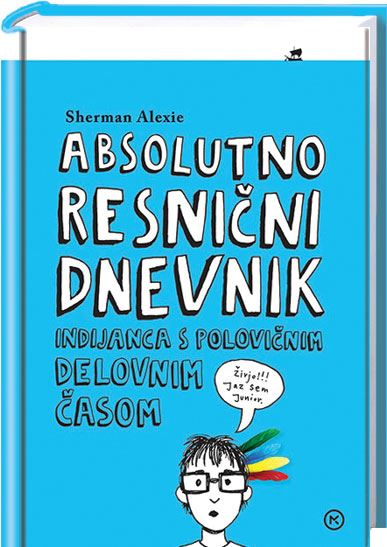 Sherman Alexie
ABSOLUTNO
RESNIČNI
DNEVNIK
INDIJANCA S POLOVIČNIM
DELOVNIM
ČASOM
Živjo!!!
Jaz sem
Junior.
M